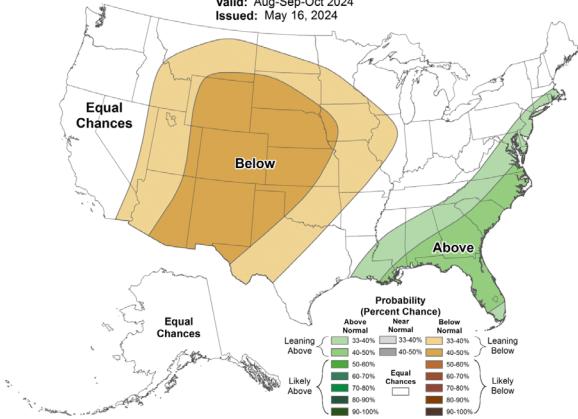 Valid: Aug-Sep-Oct 2024
Issued: May 16, 2024
Equal
Chances
Below
Above
Equal
Chances
Probability
(Percent Chance)
Above
Normal
Near
Normal
Below
Normal
Leaning
Above
33-40%
33-40%
33-40%
Leaning
Below
40-50%
40-50%
40-50%
Likely
Above
50-60%
60-70%
70-80%
80-90%
90-100%
Equal
Chances
50-60%
60-70%
70-80%
80-90%
90-100%
Likely
Below